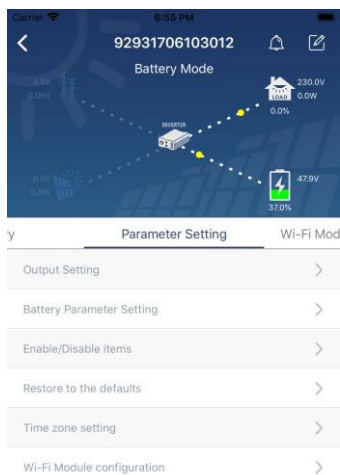 Carrier 6:55 PM
92931706103012
Battery Mode
0.0V
0.0Hz
230.0V
0.0W
LOAD
0.0%
INVERTER
0.0V
0.0W
47.9V
37.0%
y Parameter Setting Wi-Fi Mod
Output Setting
Battery Parameter Setting
Enable/Disable items
Restore to the defaults
Time zone setting
Wi-Fi Module configuration